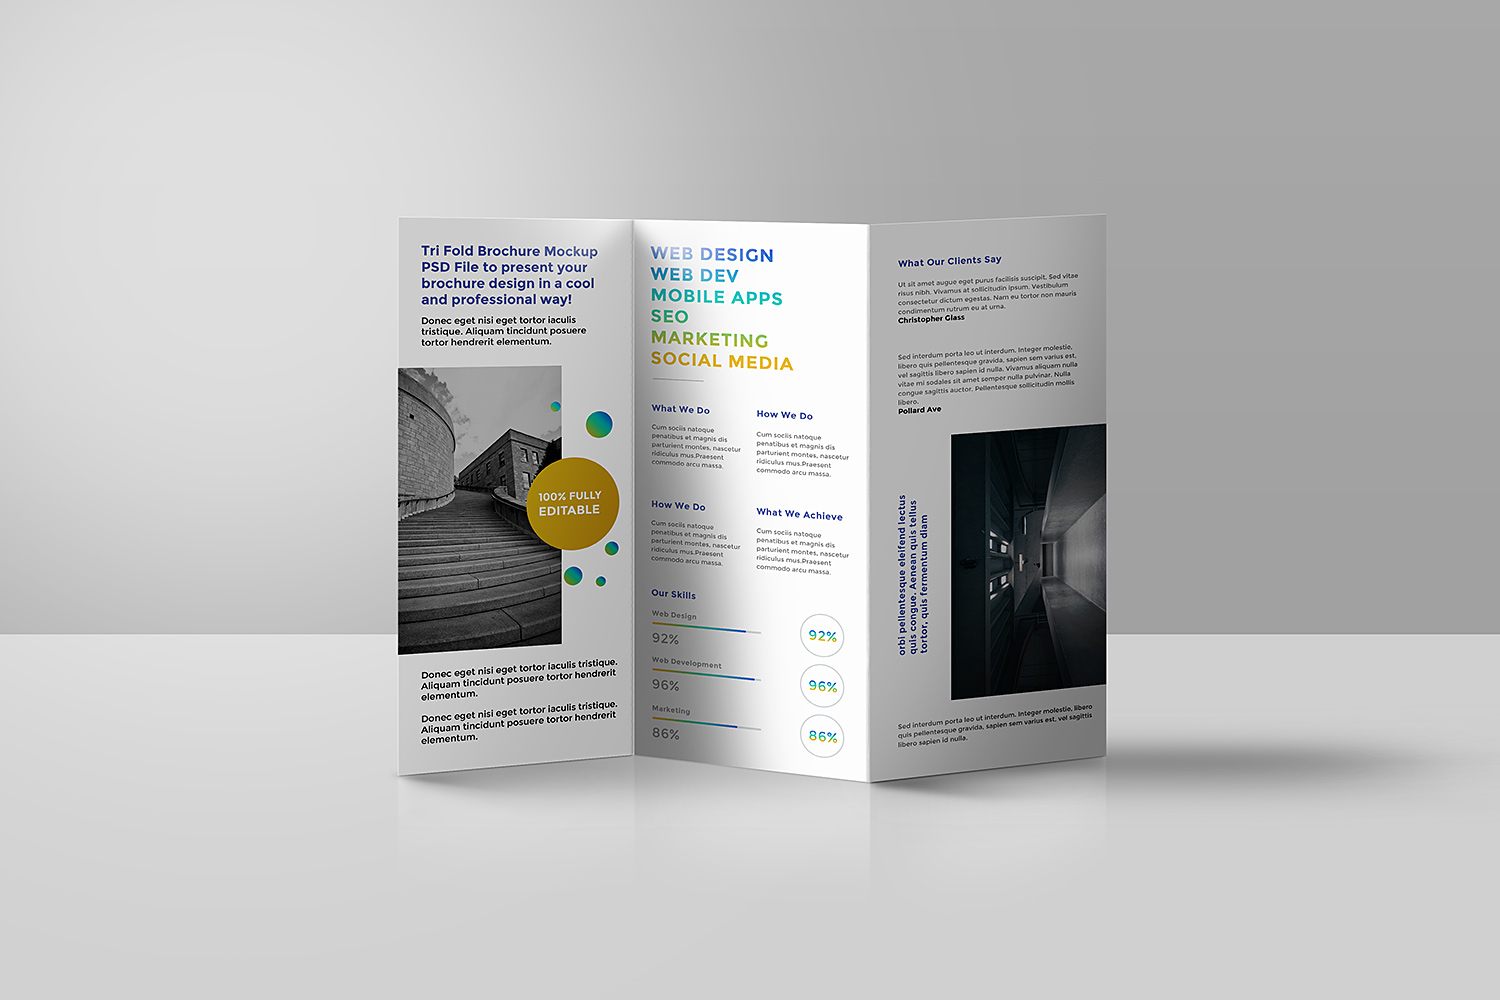 Tri Fold Brochure Mockup
PSD File to present your
brochure design in a cool
and professional way!
Donec eget nisi eget tortor iaculis
tristique. Aliquam tincidunt posuere
tortor hendrerit elementum.
100% FULLY
EDITABLE
Donec eget nisi eget tortor iaculis tristique.
Aliquam tincidunt posuere tortor hendrerit
elementum.
Donec eget nisi eget tortor iaculis tristique.
Aliquam tincidunt posuere tortor hendrerit
elementum.
WEB DESIGN
WEB DEV
MOBILE APPS
SEO
MARKETING
SOCIAL MEDIA
What We Do
Cum sociis natoque
penatibus et magnis dis
parturient montes, nascetur
ridiculus mus.Praesent
commodo arcu massa.
How We Do
Cum sociis natoque
penatibus et magnis dis
parturient montes, nascetur
ridiculus mus.Praesent
commodo arcu massa.
How We Do
Cum sociis natoque
penatibus et magnis dis
parturient montes, nascetur
ridiculus mus.Praesent
commodo arcu massa.
What We Achieve
Cum sociis natoque
penatibus et magnis dis
parturient montes, nascetur
ridiculus mus.Praesent
commodo arcu massa.
Our Skills
Web Design
92%
92%
Web Development
96%
96%
Marketing
86%
86%
What Our Clients Say
Ut sit amet augue eget purus facilisis suscipit. Sed vitae
risus nibh. Vivamus at sollicitudin ipsum. Vestibulum
consectetur dictum egestas. Nam eu tortor non mauris
condimentum rutrum eu at urna.
Christopher Glass
Sed interdum porta leo ut interdum. Integer molestie,
libero quis pellentesque gravida, sapien sem varius est,
vel sagittis libero sapien id nulla. Vivamus aliquam nulla
vitae mi sodales sit amet semper nulla pulvinar. Nulla
congue sagittis auctor. Pellentesque sollicitudin mollis
libero.
Pollard Ave
orbi pellentesque eleifend lectus
quis congue. Aenean quis tellus
tortor, quis fermentum diam
Sed interdum porta leo ut interdum. Integer molestie, libero
quis pellentesque gravida, sapien sem varius est, vel sagittis
libero sapien id nulla.